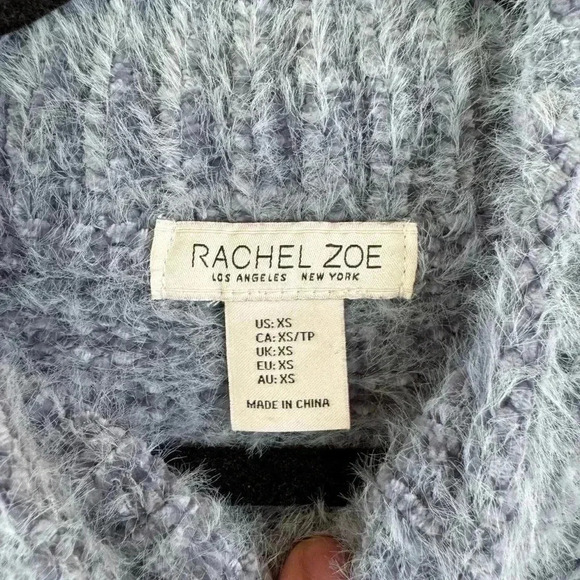 RACHEL ZOE
LOS ANGELES NEW YORK
US: XS
CA: XS/TP
UK: XS
EU: XS
AU: XS
MADE IN CHINA